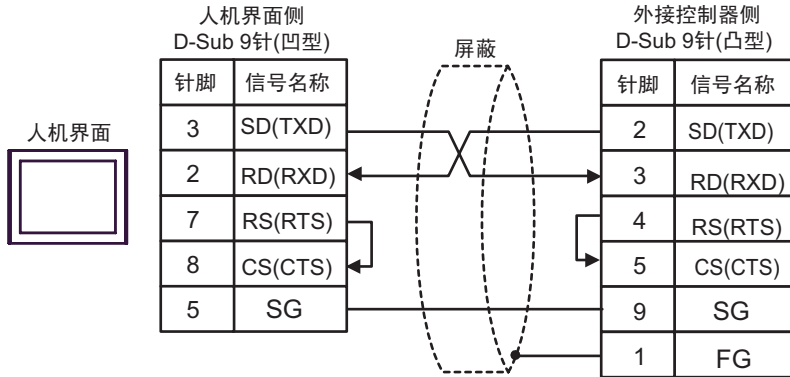 人机界面侧
D-Sub 9针(凹型)
外接控制器侧
D-Sub 9针(凸型)
屏蔽
人机界面
针脚 信号名称
3 SD(TXD)
2 RD(RXD)
7 RS(RTS)
8 CS(CTS)
5 SG
针脚 信号名称
2 SD(TXD)
3 RD(RXD)
4 RS(RTS)
5 CS(CTS)
9 SG
1 FG